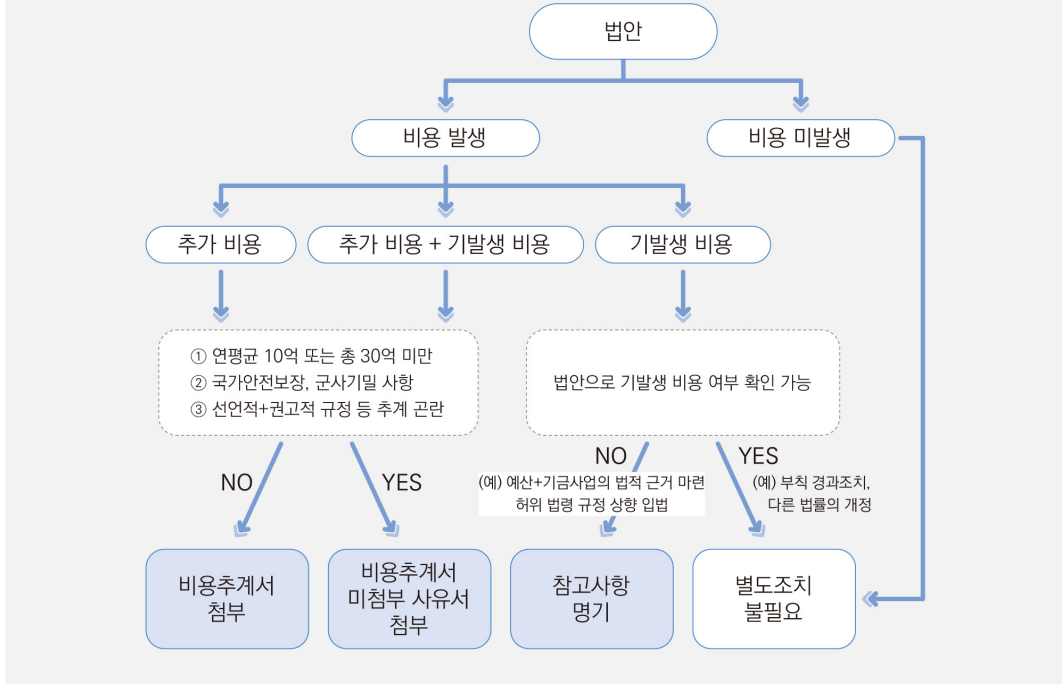 법안
비용 발생
비용 미발생
추가 비용
추가 비용 + 기발생 비용
기발생 비용
① 연평균 10억 또는 총 30억 미만
② 국가안전보장, 군사기밀 사항
③ 선언적+권고적 규정 등 추계 곤란
법안으로 기발생 비용 여부 확인 가능
NO
YES
NO
(예) 예산+기금사업의 법적 근거 마련
허위 법령 규정 상향 입법
YES
(예) 부칙 경과조치,
다른 법률의 개정
비용추계서
첨부
비용추계서
미첨부 사유서
첨부
참고사항
명기
별도조치
불필요